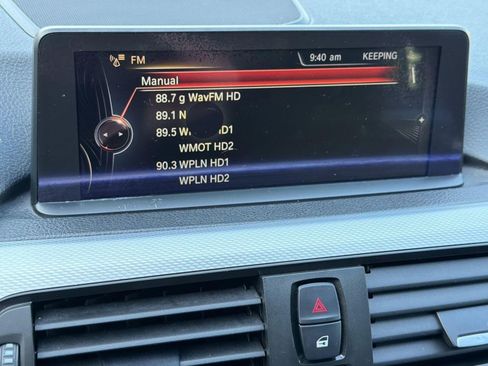 FM 9:40 am KEEPING
Manual
88.7 g WavFM HD
89.1 N
89.5 HD1
WMOT HD2
90.3 WPLN HD1
WPLN HD2